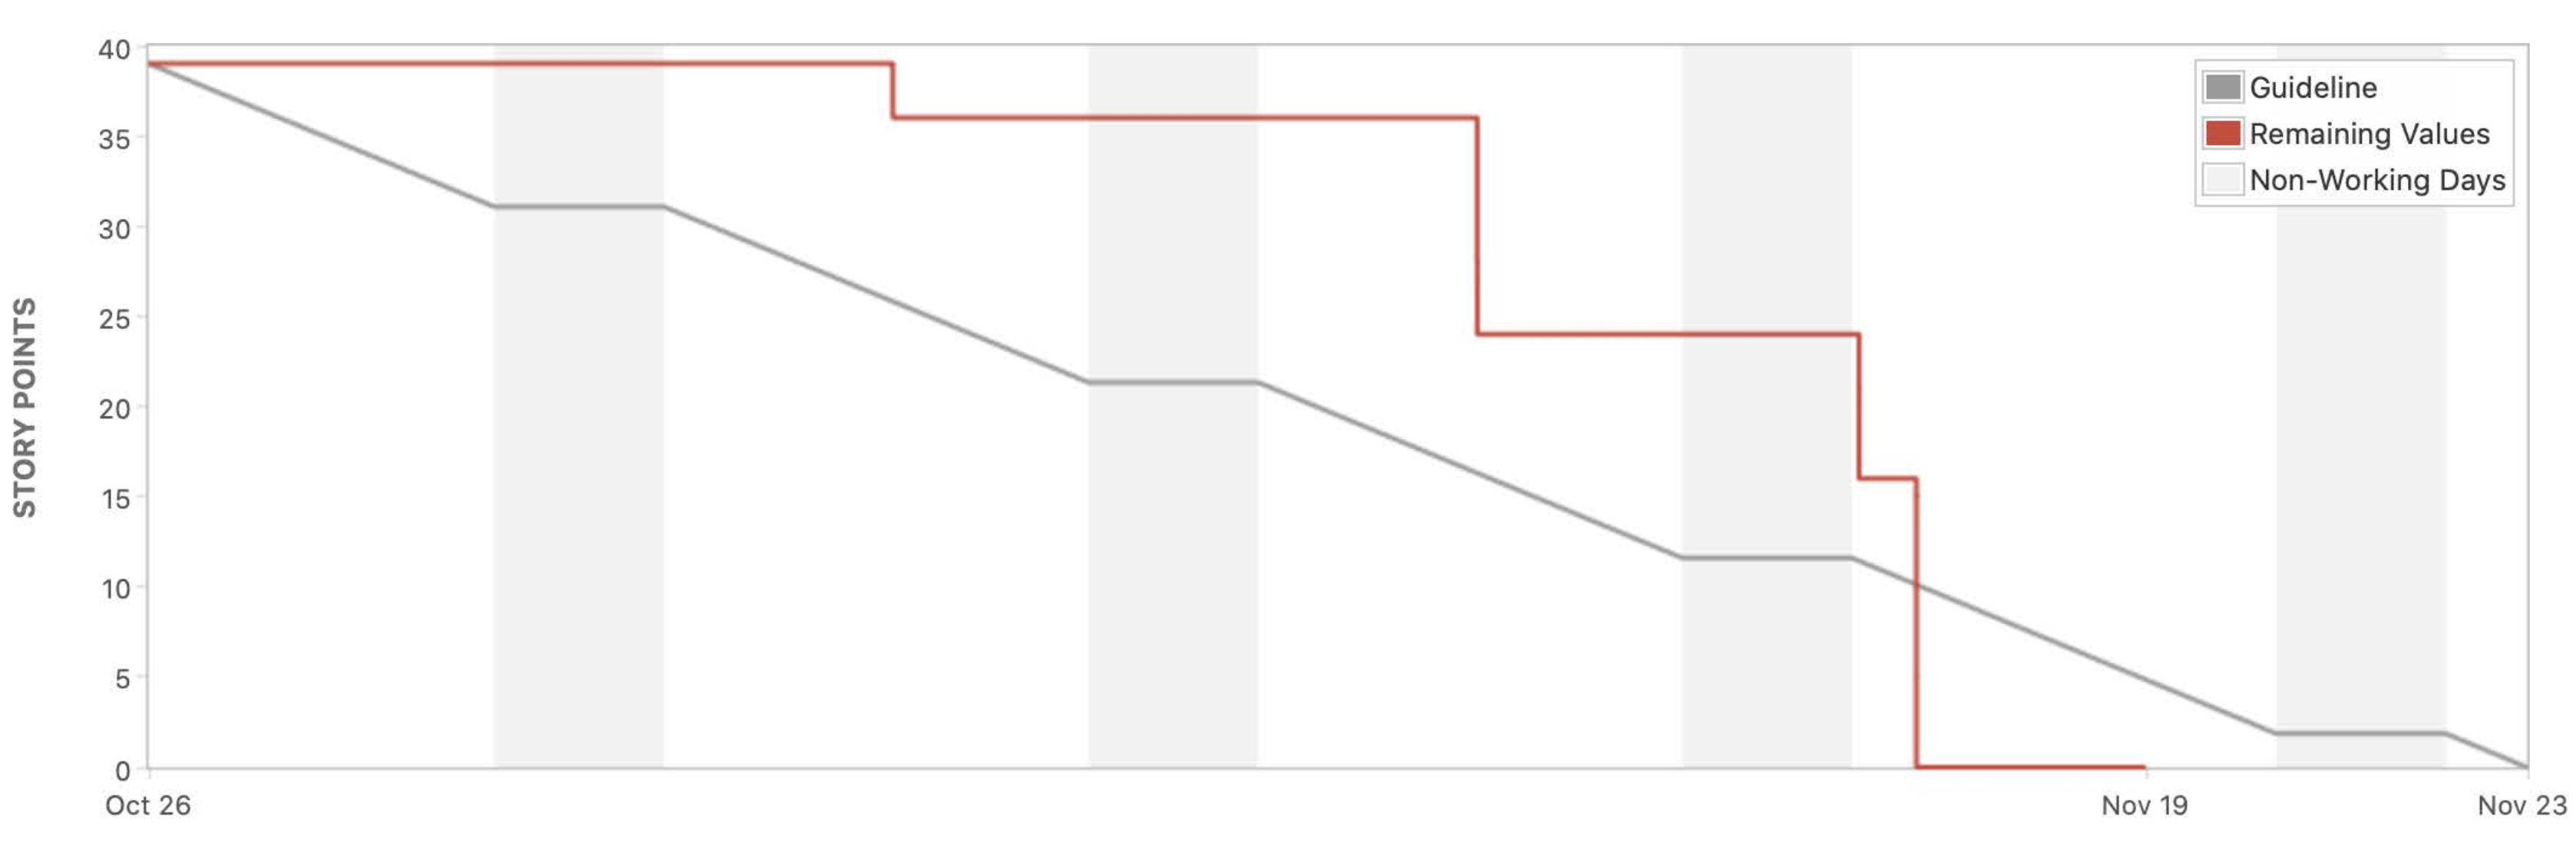 STORY POINTS
40
35
30
25
20
15
10
5
0
Guideline
Remaining Values
Non-Working Days
Oct 26
Nov 19
Nov 23